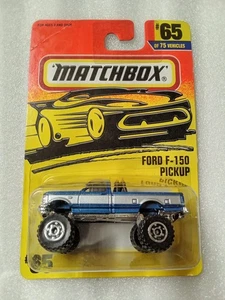 #65
OF 75 VEHICLES
MATCHBOX
FORD F-150
PICKUP
#65